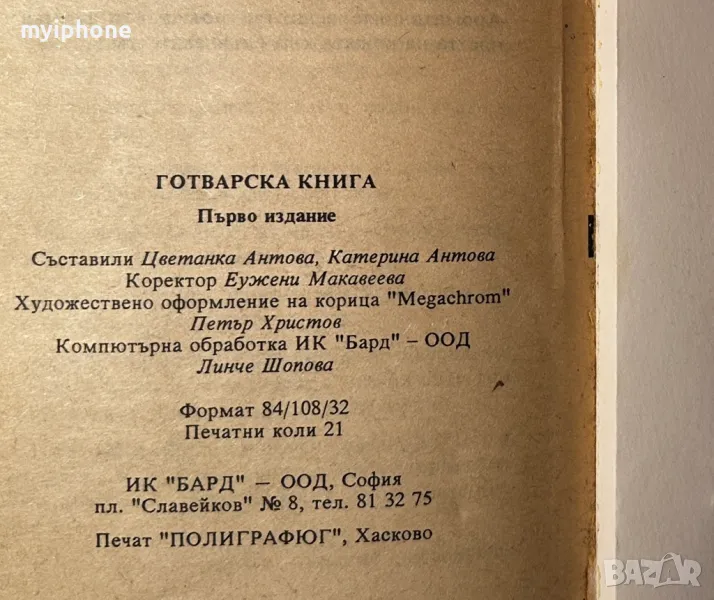 myiphone
ГОТВАРСКА КНИГА
Първо издание
Съставили Цветанка Антова, Катерина Антова
Коректор Еужени Макавеева
Художествено оформление на корица "Megachrom"
Петър Христов
Компютърна обработка ИК "Бард" – ООД
Линче Шопова
Формат 84/108/32
Печатни коли 21
ИК "БАРД" — ООД, София
пл. "Славейков" № 8, тел. 81 32 75
Печат "ПОЛИГРАФЮГ", Хасково
BAZAR